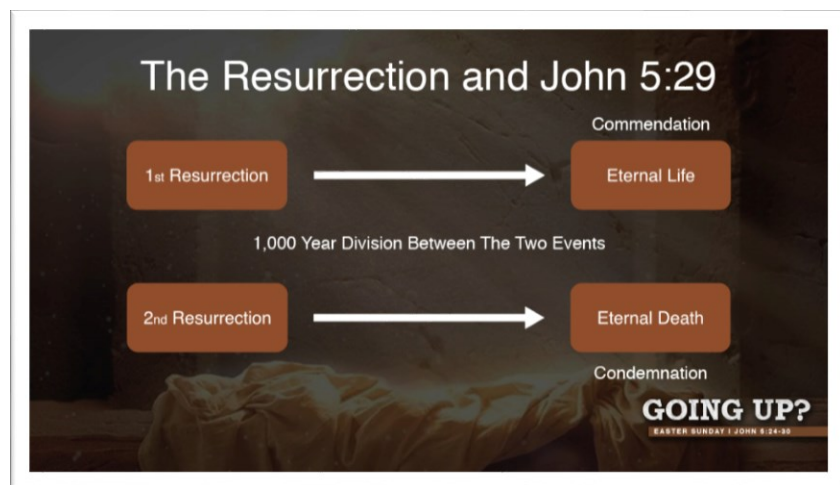 The Resurrection and John 5:29
Commendation
1st Resurrection
Eternal Life
1,000 Year Division Between The Two Events
2nd Resurrection
Eternal Death
Condemnation
GOING UP?
EASTER SUNDAY | JOHN 5:24-30